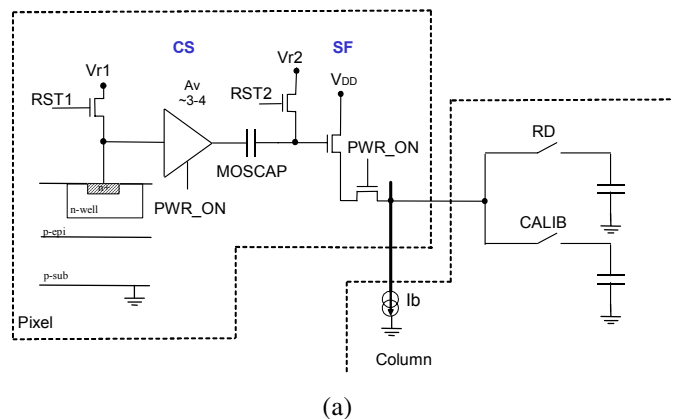 CS
SF
Vr1
Vr2
RST1
Av
~3-4
RST2
VDD
MOSCAP
PWR_ON
PWR_ON
n+
n-well
p-epi
p-sub
Pixel
RD
CALIB
Ib
Column
(a)